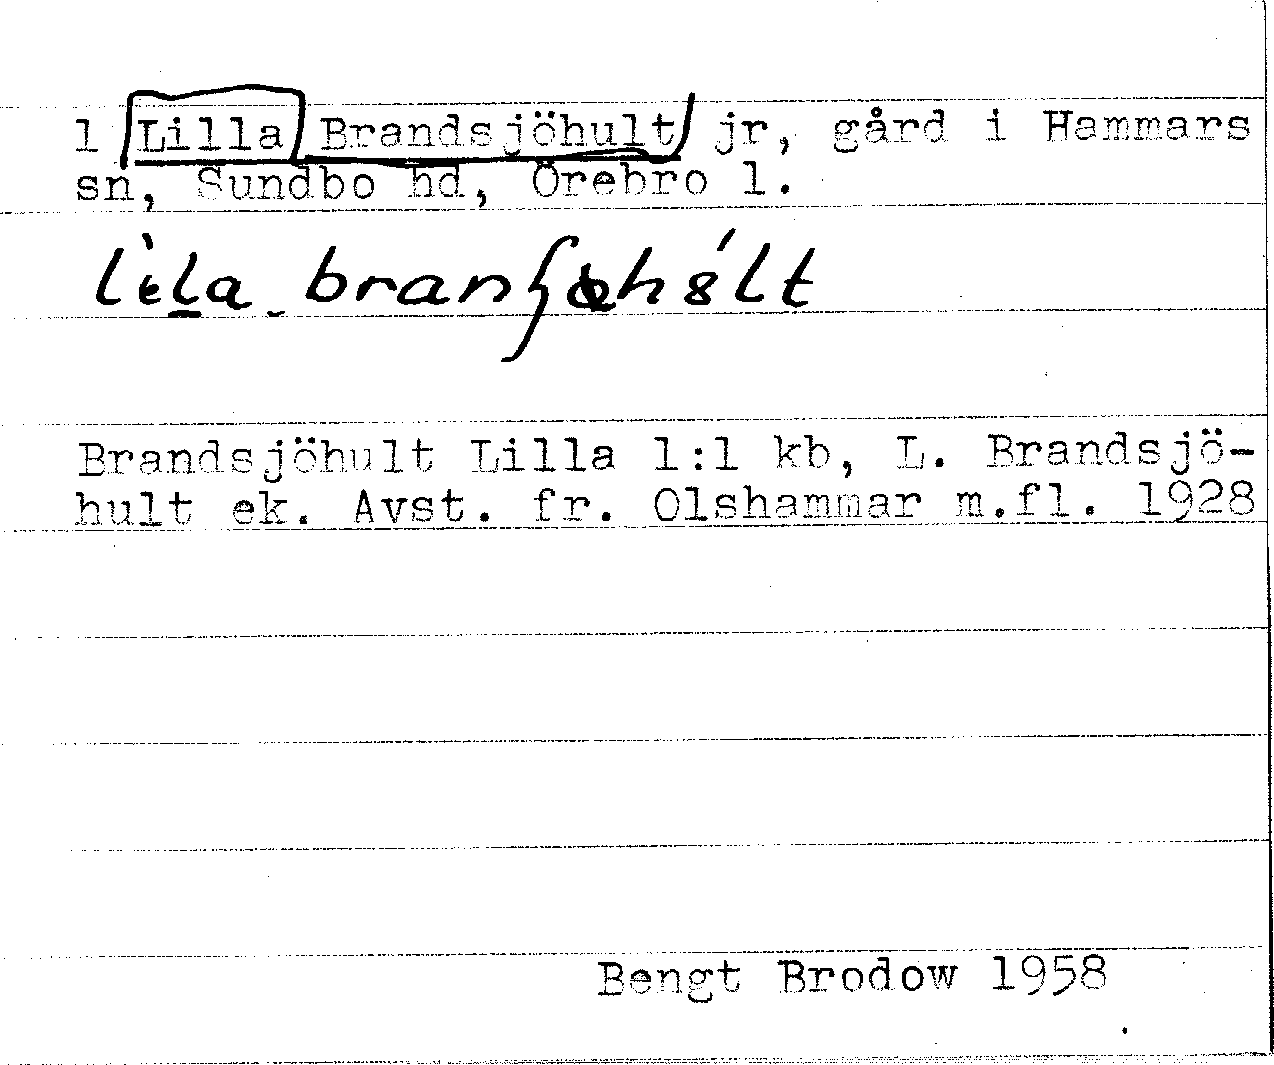 1 Lilla Brandsjöhult jr, gård i Hammars
sn, Sundbo hd, Örebro l.
Brandsjöhult Lilla 1:1 kb, L. Brandsjö-
hult ek. Avst. fr. Olshammar m.fl. 1928
Bengt Brodow 1958